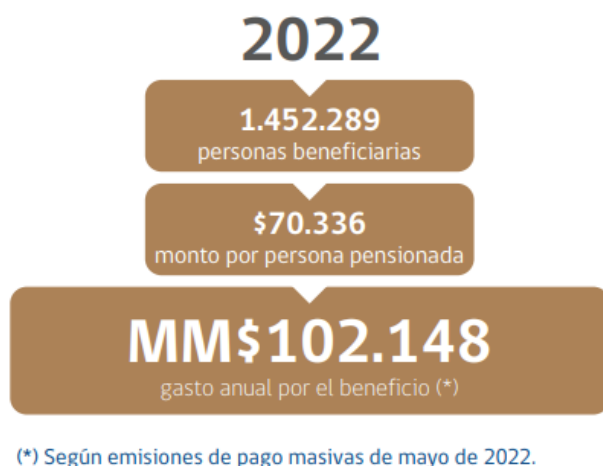 2022
1.452.289
personas beneficiarias
$70.336
monto por persona pensionada
MM$102.148
gasto anual por el beneficio (*)
(*) Según emisiones de pago masivas de mayo de 2022.